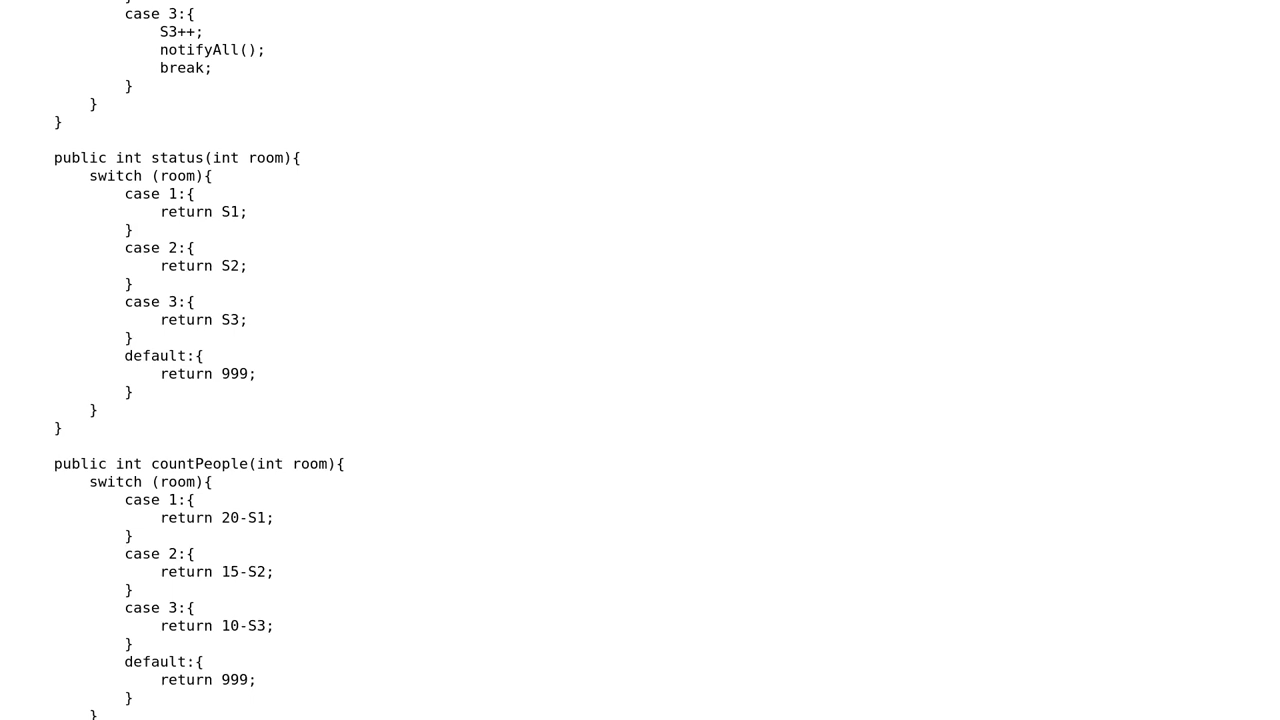 }
case 3:{
S3++;
notifyAll();
break;
}
}
}
public int status(int room){
switch (room){
case 1:{
return S1;
}
case 2:{
return S2;
}
case 3:{
return S3;
}
default:{
return 999;
}
}
}
public int countPeople(int room){
switch (room){
case 1:{
return 20-S1;
}
case 2:{
return 15-S2;
}
case 3:{
return 10-S3;
}
default:{
return 999;
}
}